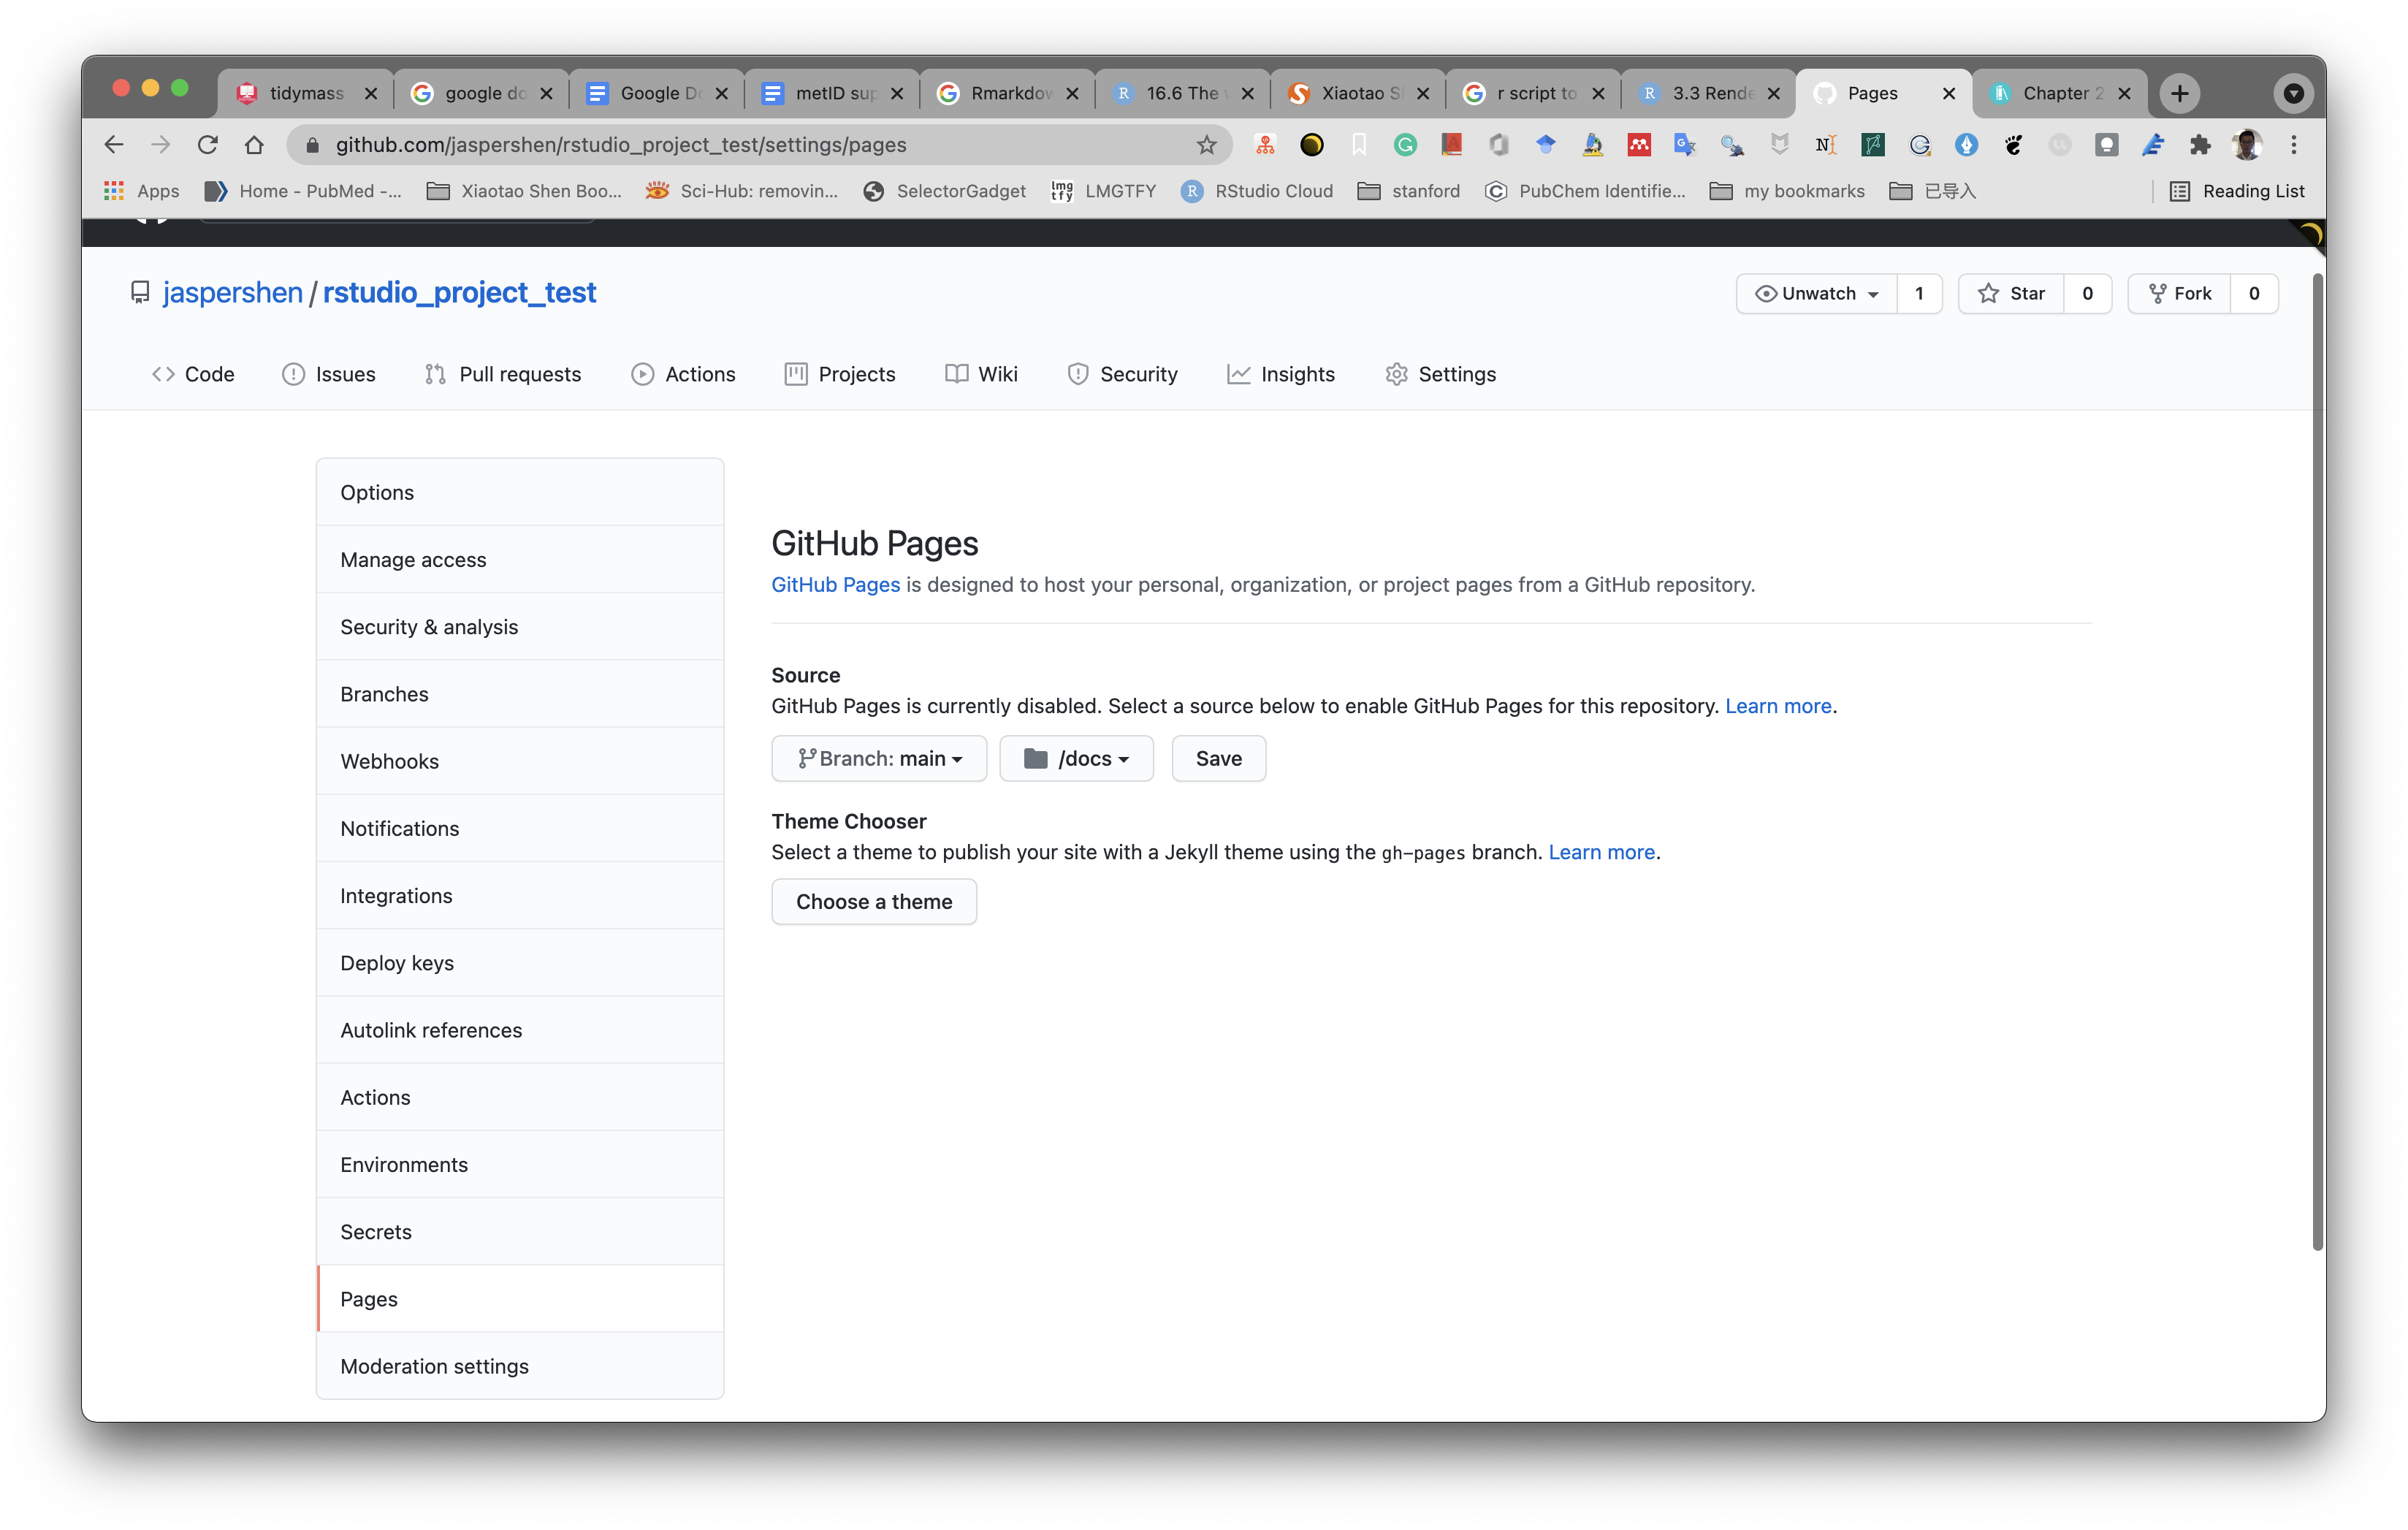 tidymass
google do
Google Do
metID sup
Rmarkdow
16.6 The
Xiaotao S
r script to
3.3 Rende
Pages
Chapter 2
github.com/jaspershen/rstudio_project_test/settings/pages
Apps
Home - PubMed -...
Xiaotao Shen Boo...
Sci-Hub: removin...
SelectorGadget
lmg tfy LMGTFY
RStudio Cloud
stanford
PubChem Identifie...
my bookmarks
已导入
Reading List
jaspershen / rstudio_project_test
Unwatch 1
Star 0
Fork 0
Code
Issues
Pull requests
Actions
Projects
Wiki
Security
Insights
Settings
Options
Manage access
Security & analysis
Branches
Webhooks
Notifications
Integrations
Deploy keys
Autolink references
Actions
Environments
Secrets
Pages
Moderation settings
GitHub Pages
GitHub Pages is designed to host your personal, organization, or project pages from a GitHub repository.
Source
GitHub Pages is currently disabled. Select a source below to enable GitHub Pages for this repository. Learn more.
Branch: main
/docs
Save
Theme Chooser
Select a theme to publish your site with a Jekyll theme using the gh-pages branch. Learn more.
Choose a theme